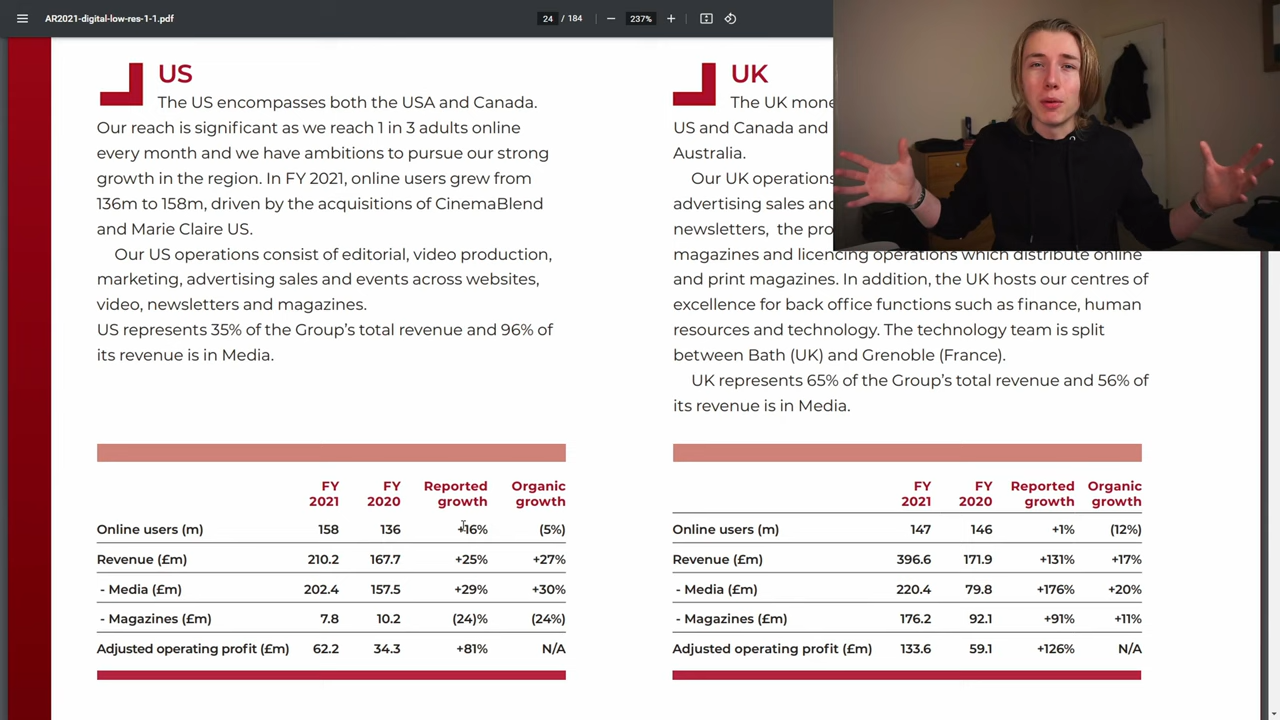 AR2021-digital-low-res-1-1.pdf
24 / 184
237%
US
The US encompasses both the USA and Canada.
Our reach is significant as we reach 1 in 3 adults online
every month and we have ambitions to pursue our strong
growth in the region. In FY 2021, online users grew from
136m to 158m, driven by the acquisitions of CinemaBlend
and Marie Claire US.
Our US operations consist of editorial, video production,
marketing, advertising sales and events across websites,
video, newsletters and magazines.
US represents 35% of the Group's total revenue and 96% of
its revenue is in Media.
FY 2021 FY 2020 Reported growth Organic growth
Online users (m) 158 136 +16% (5%)
Revenue (£m) 210.2 167.7 +25% +27%
- Media (£m) 202.4 157.5 +29% +30%
- Magazines (£m) 7.8 10.2 (24)% (24%)
Adjusted operating profit (£m) 62.2 34.3 +81% N/A
UK
The UK mone
US and Canada and
Australia.
Our UK operations
advertising sales and
newsletters, the pro
magazines and licencing operations which distribute online
and print magazines. In addition, the UK hosts our centres of
excellence for back office functions such as finance, human
resources and technology. The technology team is split
between Bath (UK) and Grenoble (France).
UK represents 65% of the Group's total revenue and 56% of
its revenue is in Media.
FY 2021 FY 2020 Reported growth Organic growth
Online users (m) 147 146 +1% (12%)
Revenue (£m) 396.6 171.9 +131% +17%
- Media (£m) 220.4 79.8 +176% +20%
- Magazines (£m) 176.2 92.1 +91% +11%
Adjusted operating profit (£m) 133.6 59.1 +126% N/A